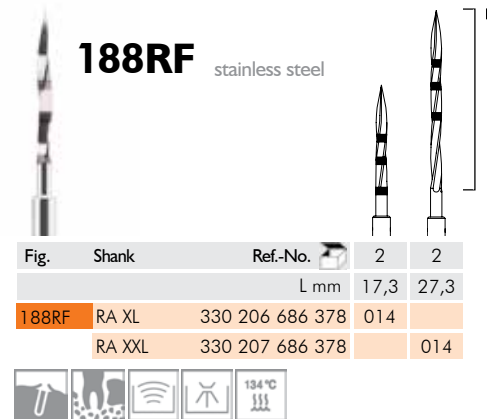 188RF stainless steel
Fig. Shank Ref.-No. 2 2
L mm 17,3 27,3
188RF RA XL 330 206 686 378 014
RA XXL 330 207 686 378 014
134 °C